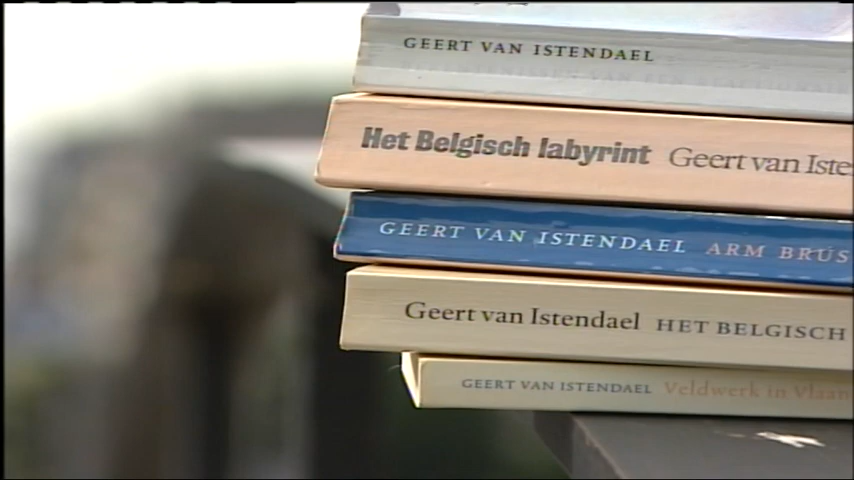 GEERT VAN ISTENDAEL
Het Belgisch labyrint Geert van Iste
GEERT VAN ISTENDAEL ARM BRUS
Geert van Istendael HET BELGISCH
GEERT VAN ISTENDAEL Veldwerk in Vlaan